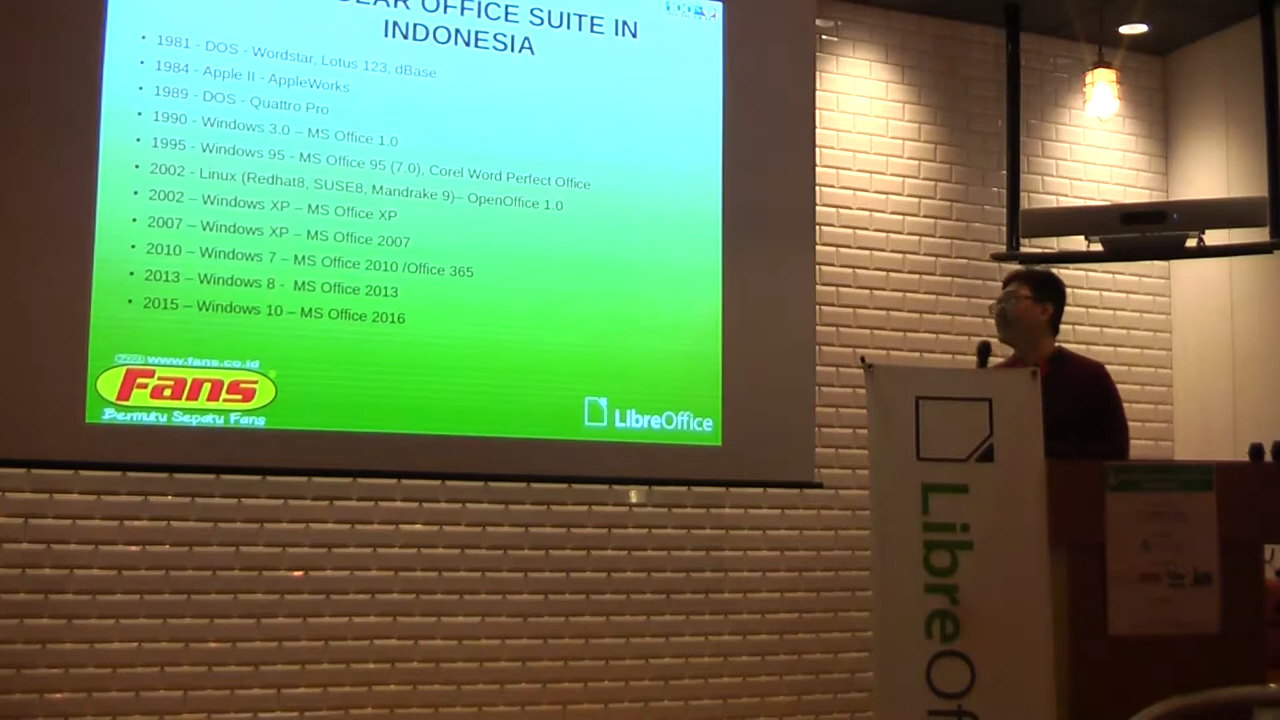 OFFICE SUITE IN
INDONESIA
1981 - DOS - Wordstar, Lotus 123, dBase
1984 - Apple II - AppleWorks
1989 - DOS - Quattro Pro
1990 - Windows 3.0 – MS Office 1.0
1995 - Windows 95 - MS Office 95 (7.0), Corel Word Perfect Office
2002 - Linux (Redhat8, SUSE8, Mandrake 9)– OpenOffice 1.0
2002 – Windows XP – MS Office XP
2007 – Windows XP – MS Office 2007
2010 – Windows 7 – MS Office 2010 /Office 365
2013 – Windows 8 - MS Office 2013
2015 – Windows 10 – MS Office 2016
www.fans.co.id
Fans
Bermutu Sepatu Fans
LibreOffice
LibreOf